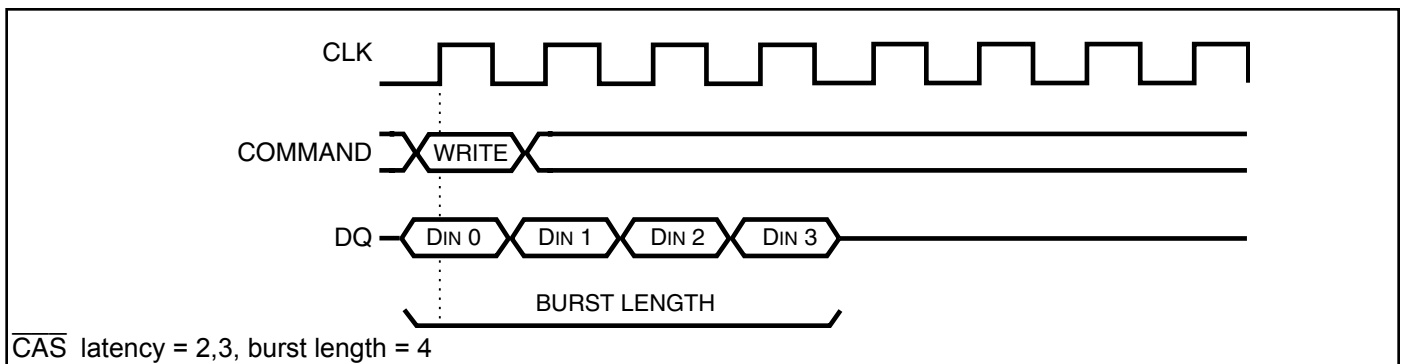 CLK
COMMAND WRITE
DQ DIN 0 DIN 1 DIN 2 DIN 3
BURST LENGTH
CAS latency = 2,3, burst length = 4